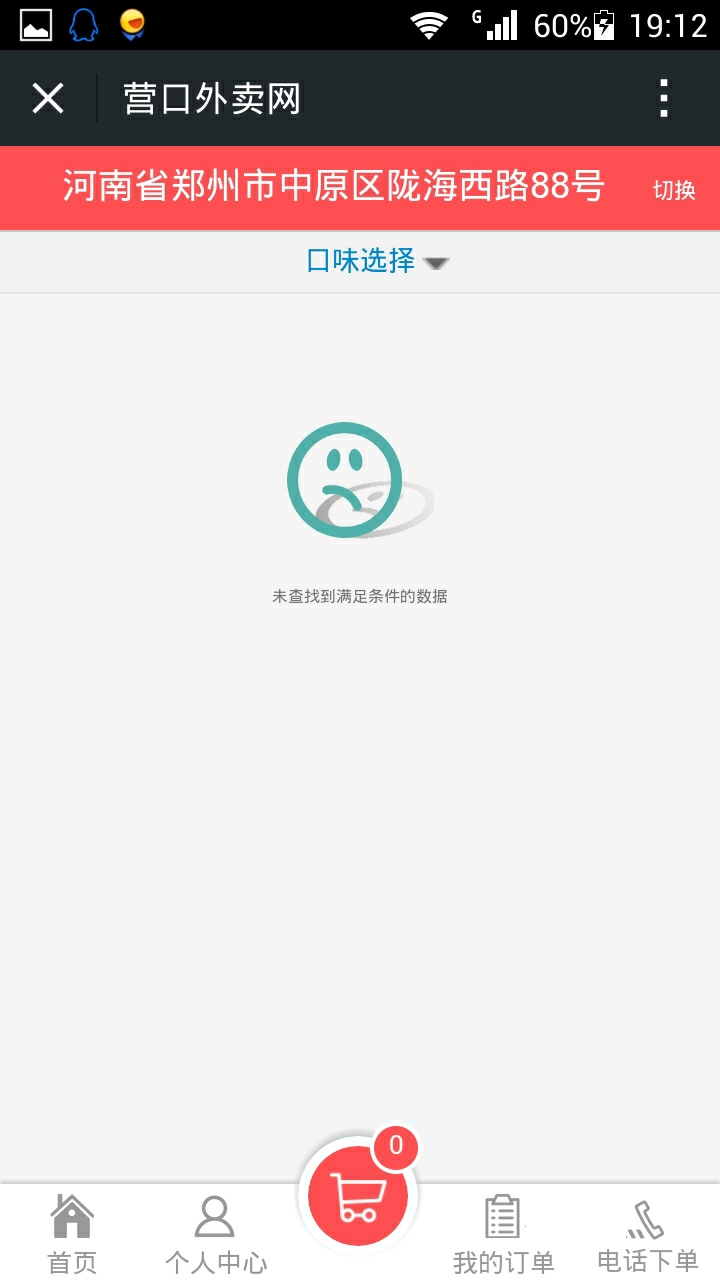 G 60% 19:12
营口外卖网
河南省郑州市中原区陇海西路88号 切换
口味选择
未查找到满足条件的数据
0
首页 个人中心 我的订单 电话下单